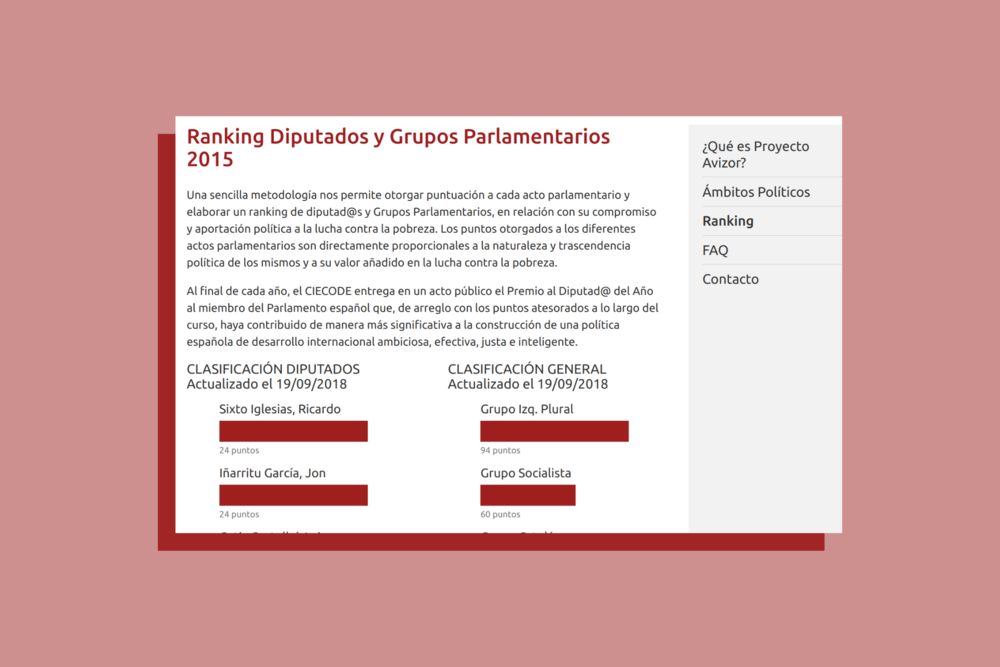 Ranking Diputados y Grupos Parlamentarios
2015
Una sencilla metodología nos permite otorgar puntuación a cada acto parlamentario y
elaborar un ranking de diputad@s y Grupos Parlamentarios, en relación con su compromiso
y aportación política a la lucha contra la pobreza. Los puntos otorgados a los diferentes
actos parlamentarios son directamente proporcionales a la naturaleza y trascendencia
política de los mismos y a su valor añadido en la lucha contra la pobreza.
Al final de cada año, el CIECODE entrega en un acto público el Premio al Diputad@ del Año
al miembro del Parlamento español que, de arreglo con los puntos atesorados a lo largo del
curso, haya contribuido de manera más significativa a la construcción de una política
española de desarrollo internacional ambiciosa, efectiva, justa e inteligente.
CLASIFICACIÓN DIPUTADOS
Actualizado el 19/09/2018
Sixto Iglesias, Ricardo
24 puntos
Iñarritu García, Jon
24 puntos
CLASIFICACIÓN GENERAL
Actualizado el 19/09/2018
Grupo Izq. Plural
94 puntos
Grupo Socialista
60 puntos
¿Qué es Proyecto
Avizor?
Ámbitos Políticos
Ranking
FAQ
Contacto